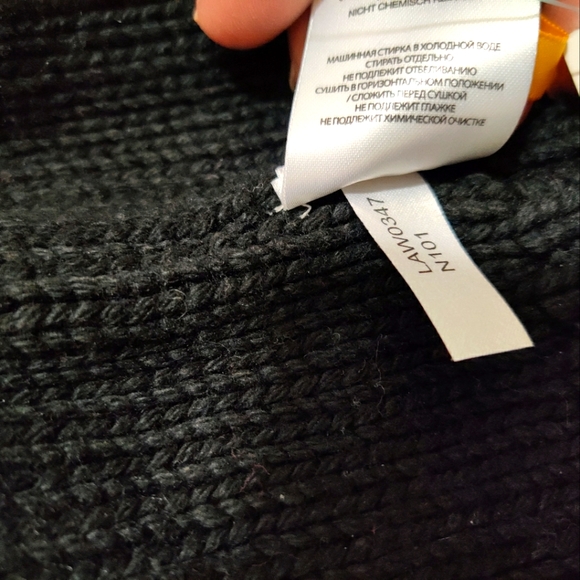 NICHT CHEMISCH
МАШИННАЯ СТИРКА В ХОЛОДНОЙ ВОДЕ
СТИРАТЬ ОТДЕЛЬНО
НЕ ПОДЛЕЖИТ ОТБЕЛИВАНИЮ
СУШИТЬ В ГОРИЗОНТАЛЬНОМ ПОЛОЖЕНИИ
/ СЛОЖИТЬ ПЕРЕД СУШКОЙ
НЕ ПОДЛЕЖИТ ГЛАЖКЕ
НЕ ПОДЛЕЖИТ ХИМИЧЕСКОЙ ОЧИСТКЕ
LAW0347
N101